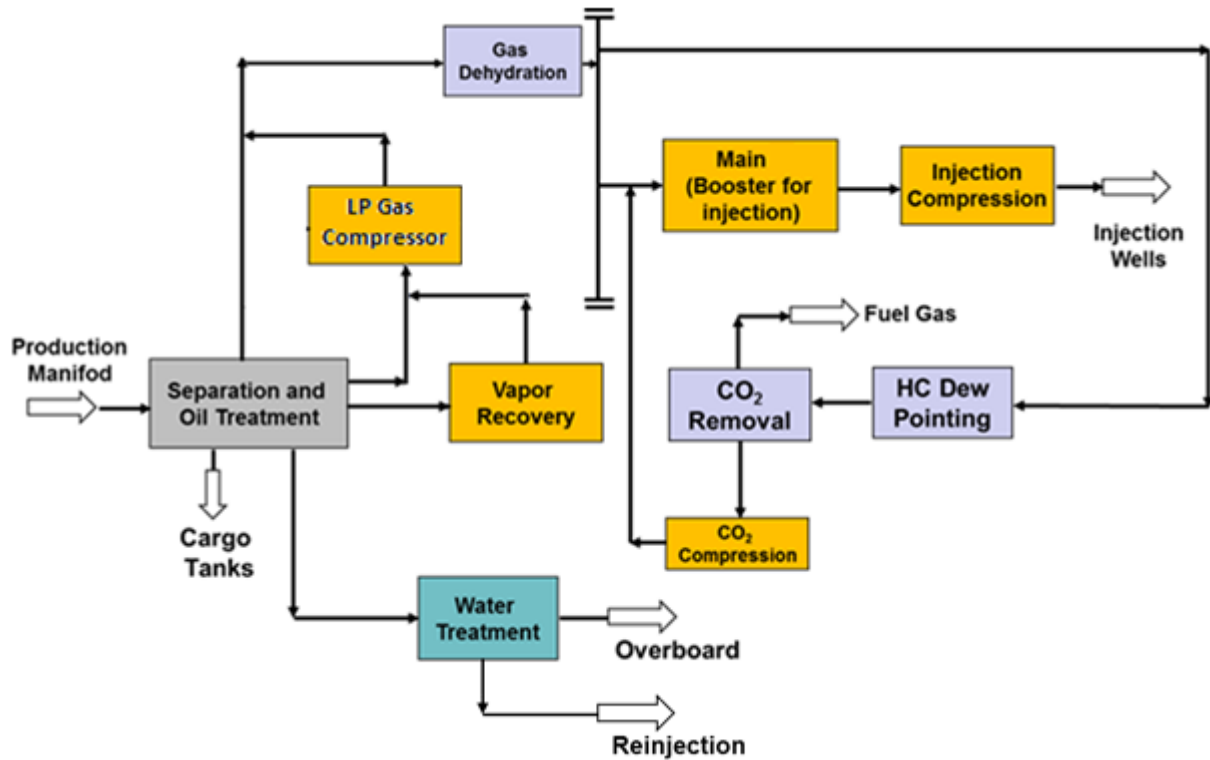 Gas
Dehydration
Main
(Booster for
injection)
Injection
Compression
LP Gas
Compressor
Injection
Wells
Fuel Gas
Production
Manifod
Separation and
Oil Treatment
Vapor
Recovery
CO₂
Removal
HC Dew
Pointing
Cargo
Tanks
CO₂
Compression
Water
Treatment
Overboard
Reinjection